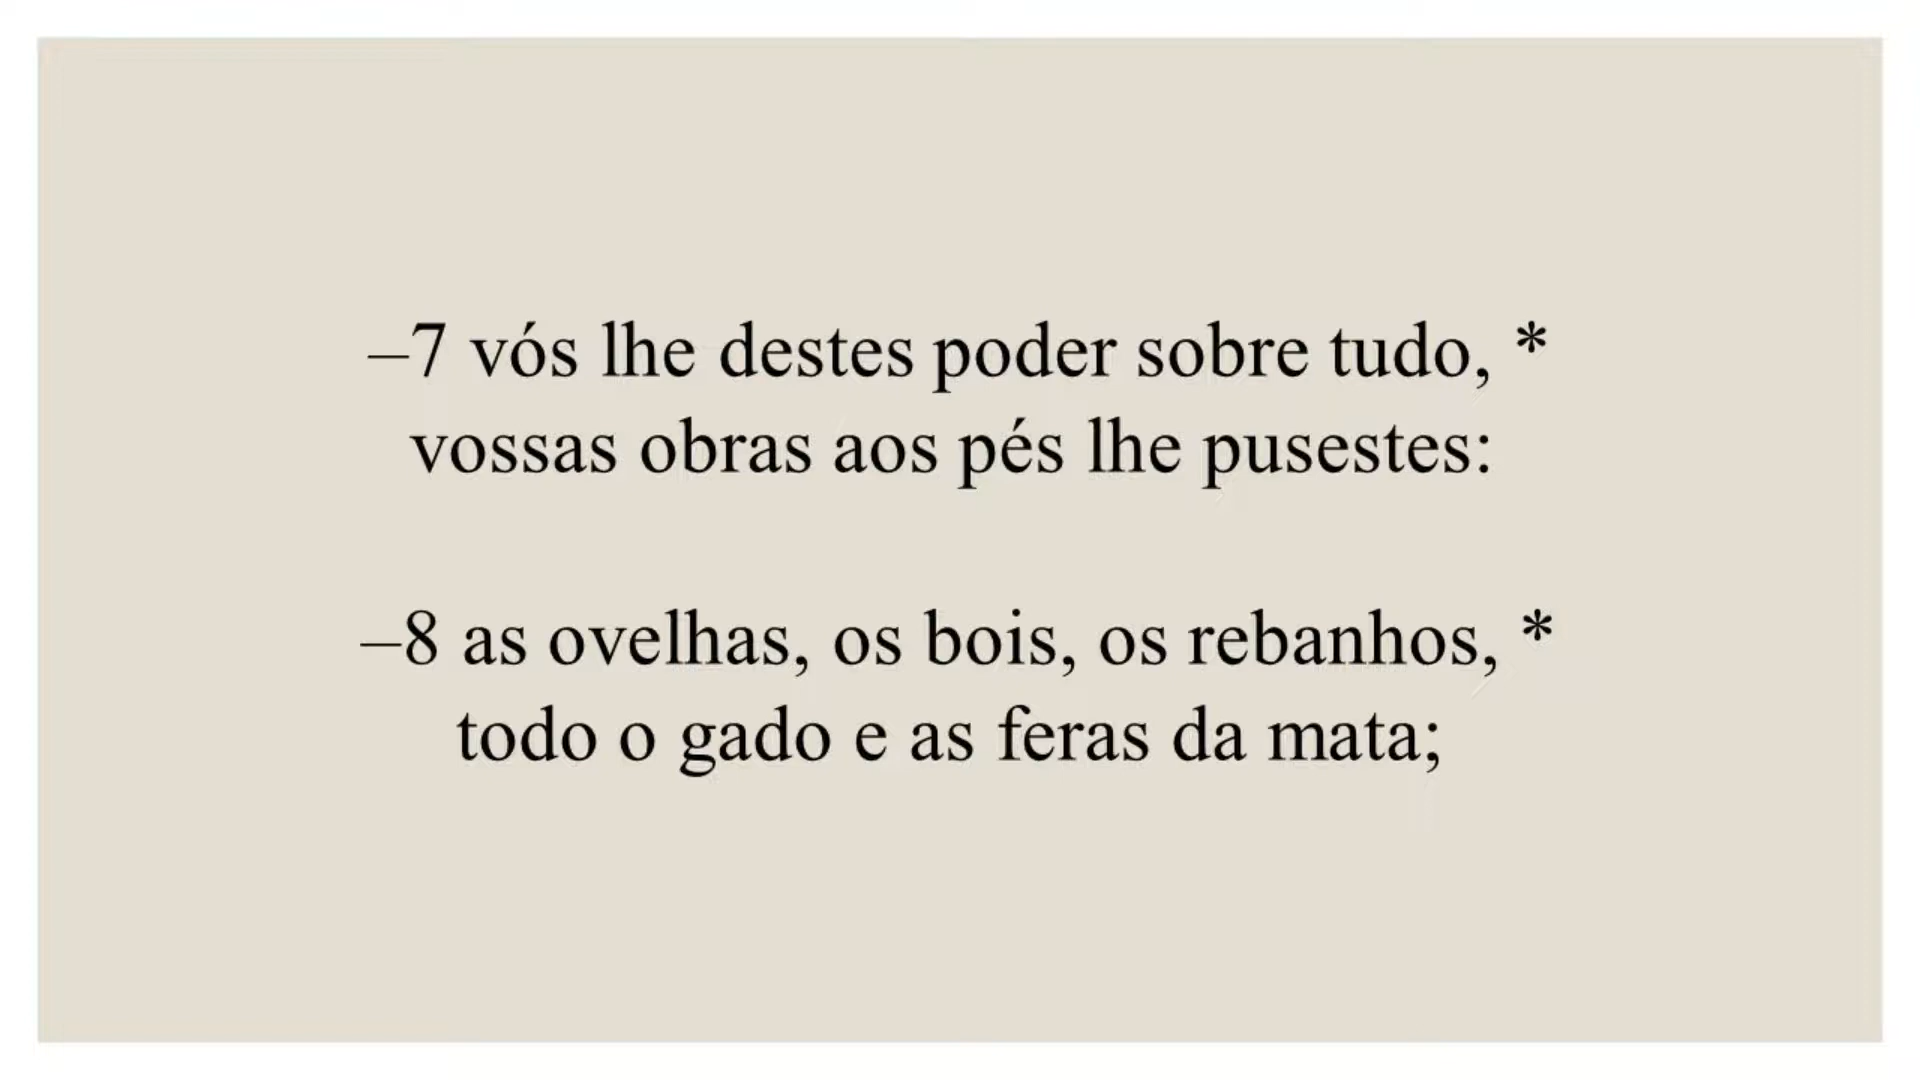 –7 vós lhe destes poder sobre tudo, *
vossas obras aos pés lhe pusestes:
–8 as ovelhas, os bois, os rebanhos, *
todo o gado e as feras da mata;